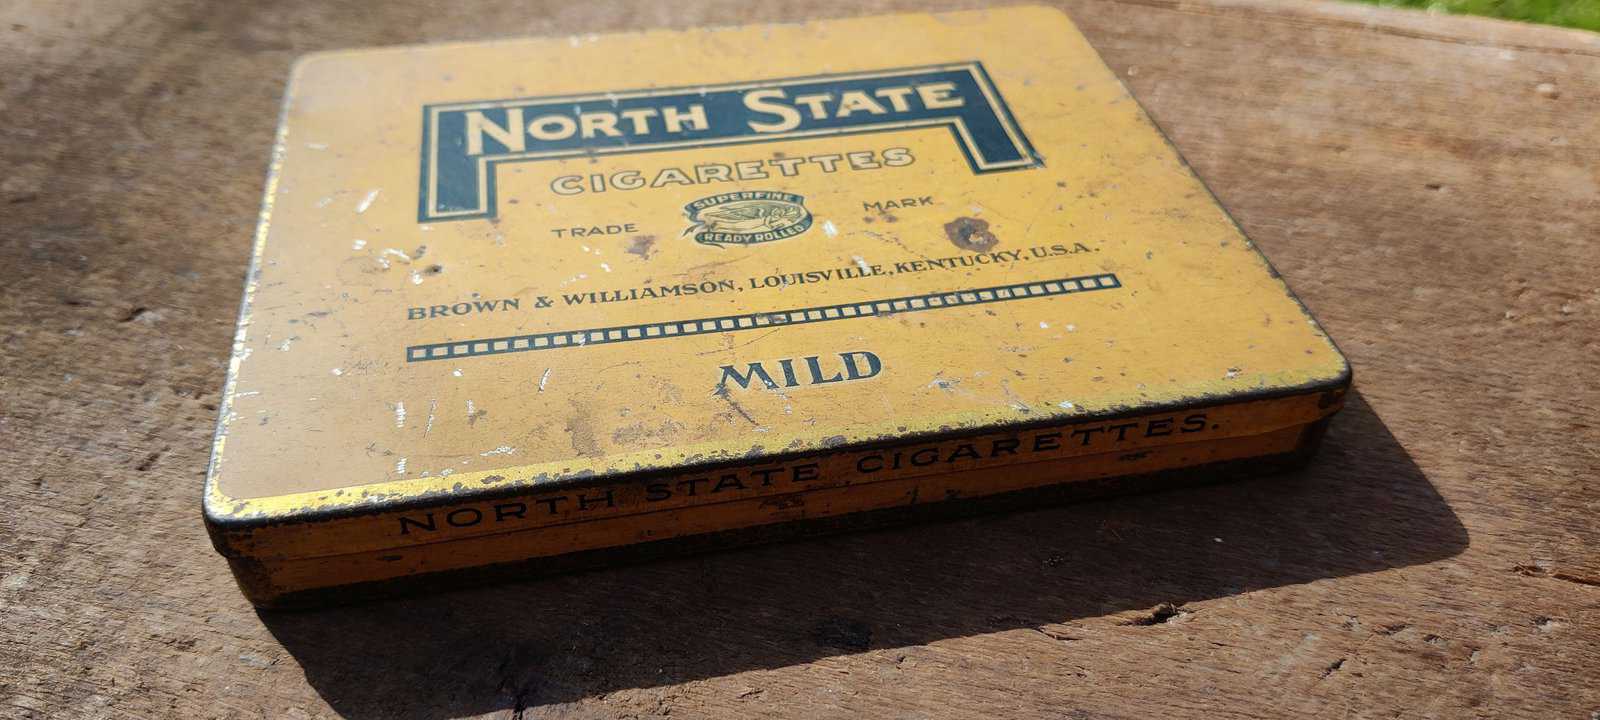 NORTH STATE
CIGARETTES
TRADE MARK
SUPERFINE
READY ROLLED
BROWN & WILLIAMSON, LOUISVILLE, KENTUCKY, U.S.A.
MILD
NORTH STATE CIGARETTES.